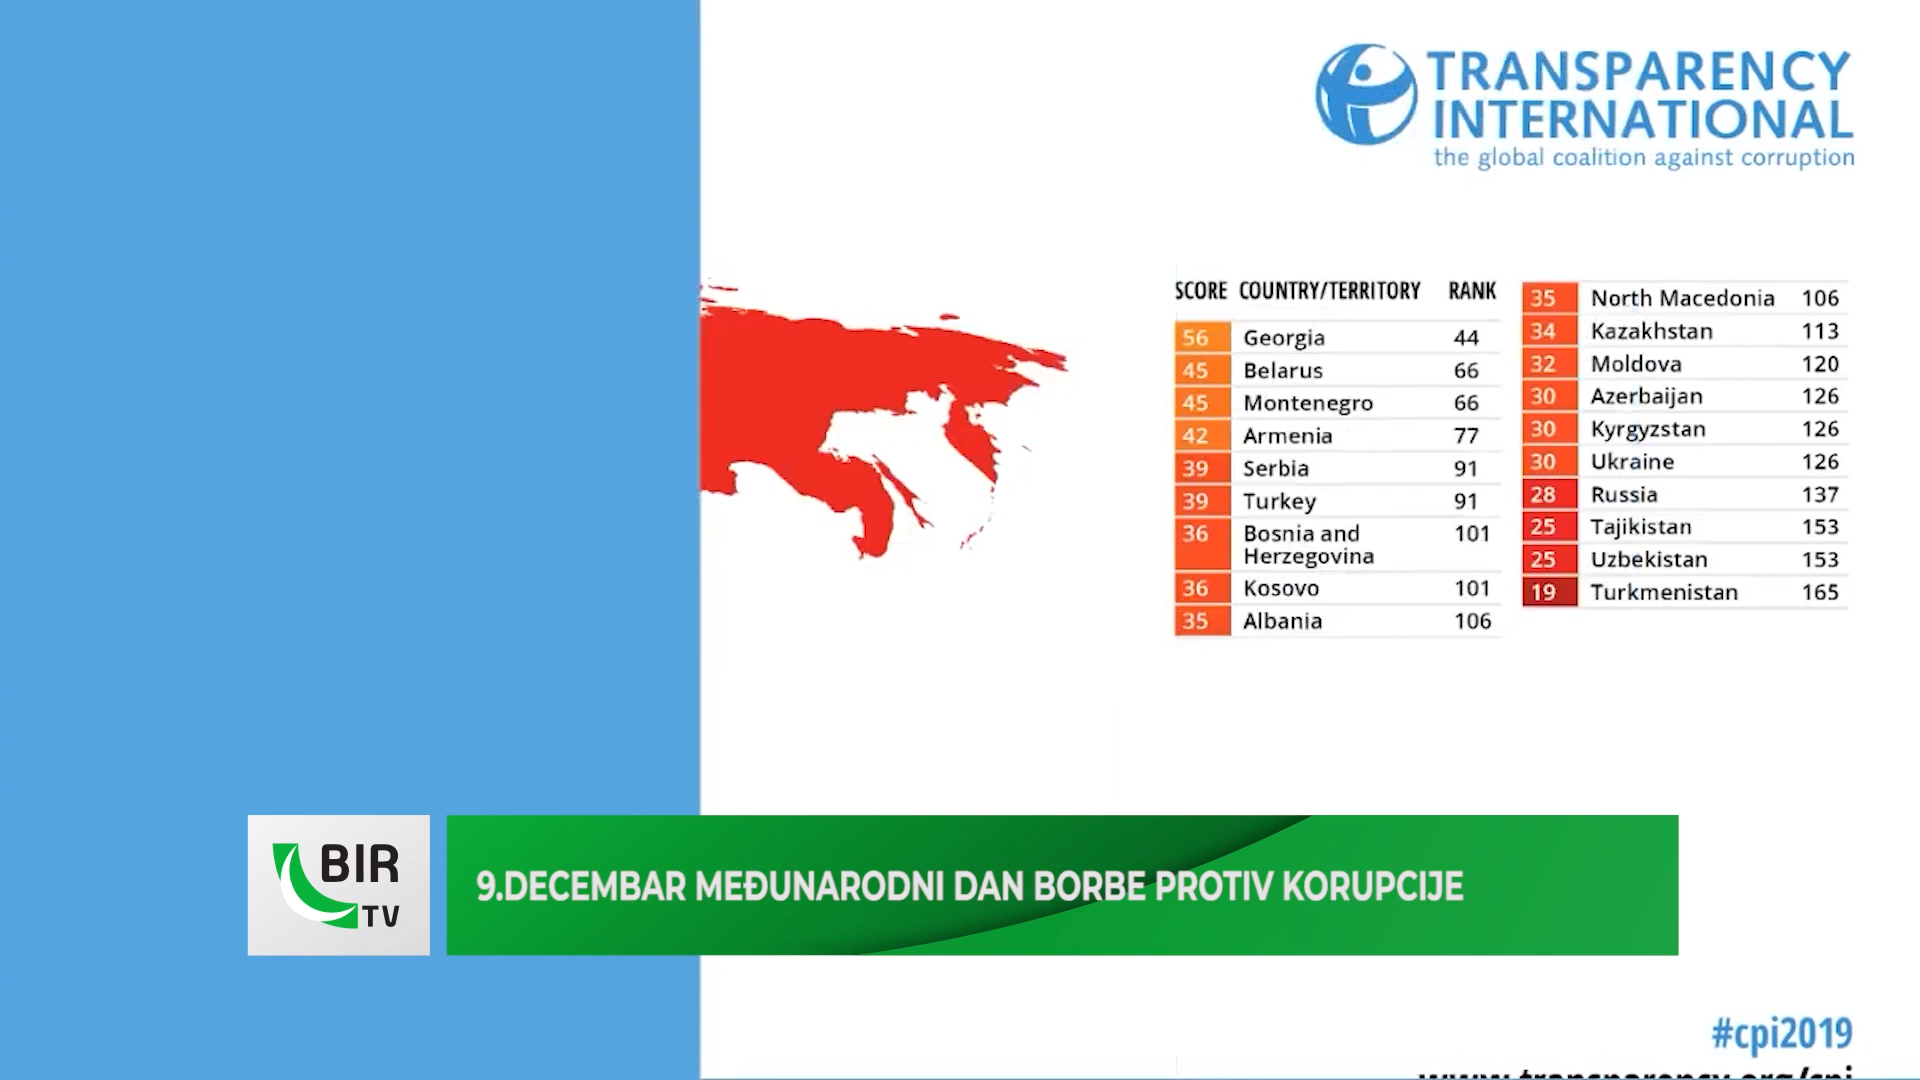 TRANSPARENCY
INTERNATIONAL
the global coalition against corruption
SCORE COUNTRY/TERRITORY RANK
56 Georgia 44
45 Belarus 66
45 Montenegro 66
42 Armenia 77
39 Serbia 91
39 Turkey 91
36 Bosnia and 101
Herzegovina
36 Kosovo 101
35 Albania 106
35 North Macedonia 106
34 Kazakhstan 113
32 Moldova 120
30 Azerbaijan 126
30 Kyrgyzstan 126
30 Ukraine 126
28 Russia 137
25 Tajikistan 153
25 Uzbekistan 153
19 Turkmenistan 165
BIR
TV
9.DECEMBAR MEĐUNARODNI DAN BORBE PROTIV KORUPCIJE
#cpi2019
www.transparency.org/cpi